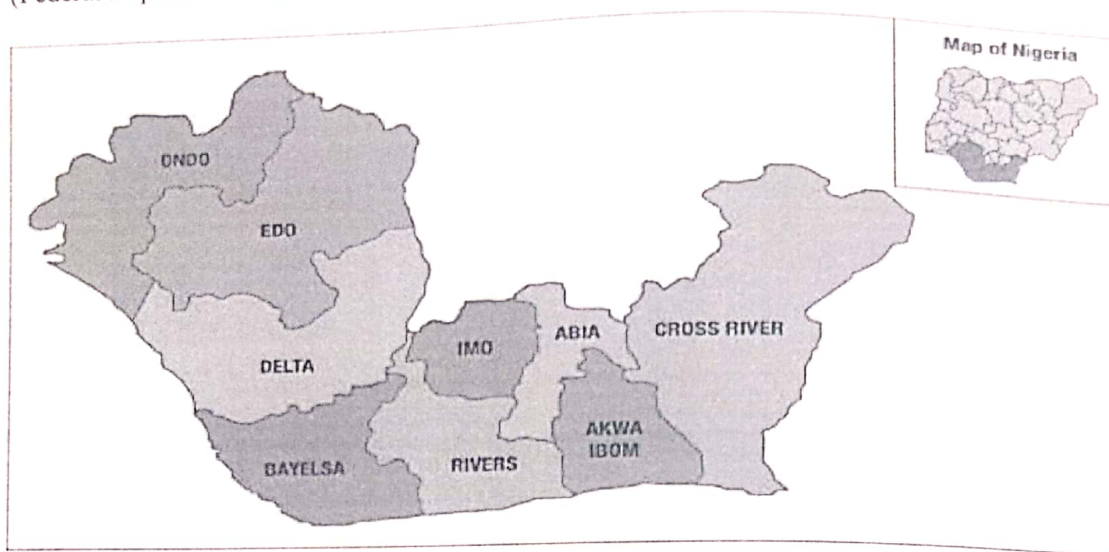 Map of Nigeria
ONDO
EDO
DELTA
IMO
ABIA
CROSS RIVER
AKWA
IBOM
BAYELSA
RIVERS